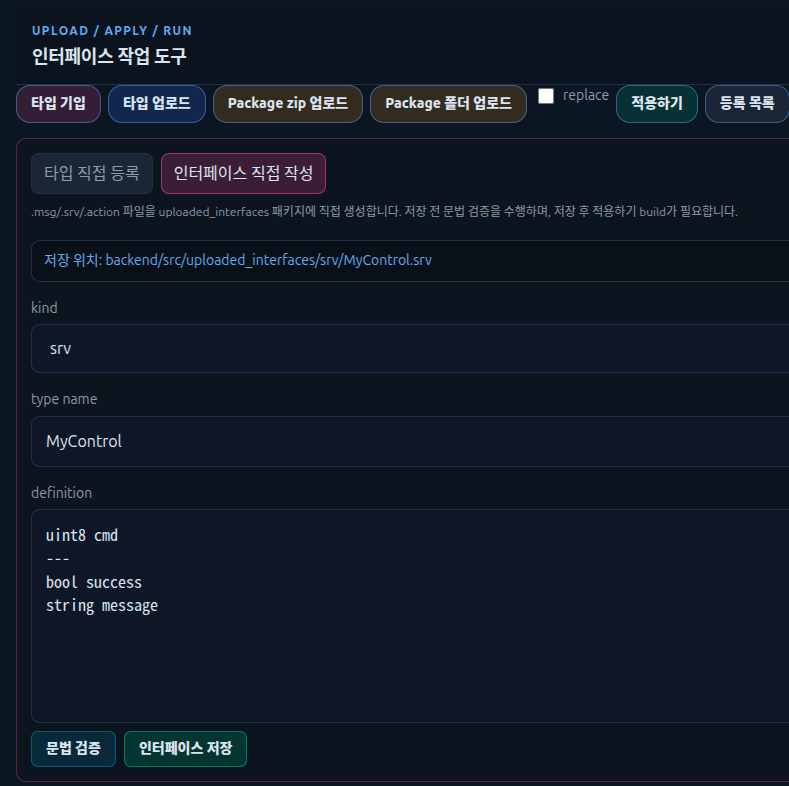 UPLOAD / APPLY / RUN
인터페이스 작업 도구
타입 기입 타입 업로드 Package zip 업로드 Package 폴더 업로드 replace 적용하기 등록 목록
타입 직접 등록 인터페이스 직접 작성
.msg/.srv/.action 파일을 uploaded_interfaces 패키지에 직접 생성합니다. 저장 전 문법 검증을 수행하며, 저장 후 적용하기 build가 필요합니다.
저장 위치: backend/src/uploaded_interfaces/srv/MyControl.srv
kind
srv
type name
MyControl
definition
uint8 cmd
---
bool success
string message
문법 검증 인터페이스 저장